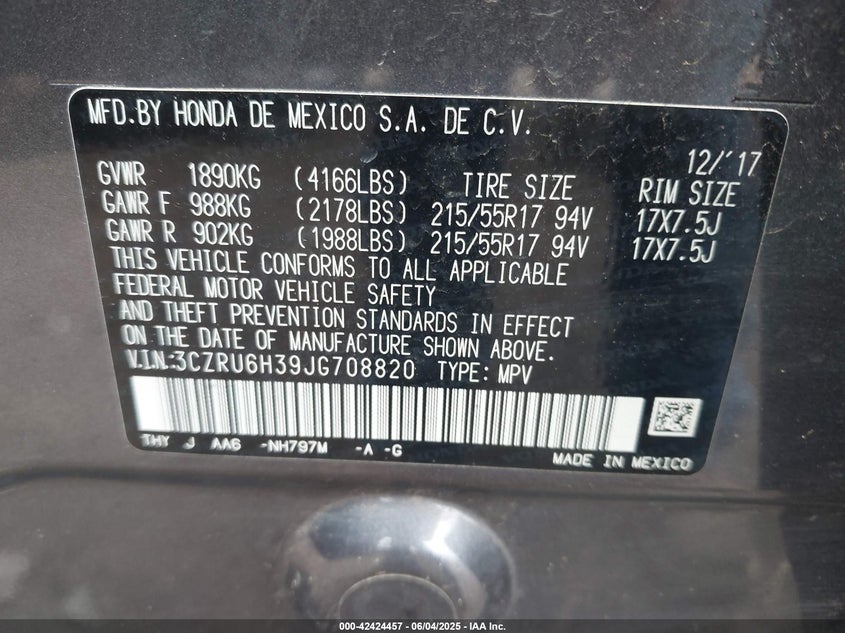 MFD.BY HONDA DE MEXICO S.A. DE C.V.
12/'17
GVWR 1890KG (4166LBS) TIRE SIZE RIM SIZE
GAWR F 988KG (2178LBS) 215/55R17 94V 17X7.5J
GAWR R 902KG (1988LBS) 215/55R17 94V 17X7.5J
THIS VEHICLE CONFORMS TO ALL APPLICABLE
FEDERAL MOTOR VEHICLE SAFETY
AND THEFT PREVENTION STANDARDS IN EFFECT
ON THE DATE OF MANUFACTURE SHOWN ABOVE.
V.I.N:3CZRU6H39JG708820 TYPE: MPV
THY J AA6 -NH797M -A -G
MADE IN MEXICO
000-42424457 - 06/04/2025 - IAA Inc.